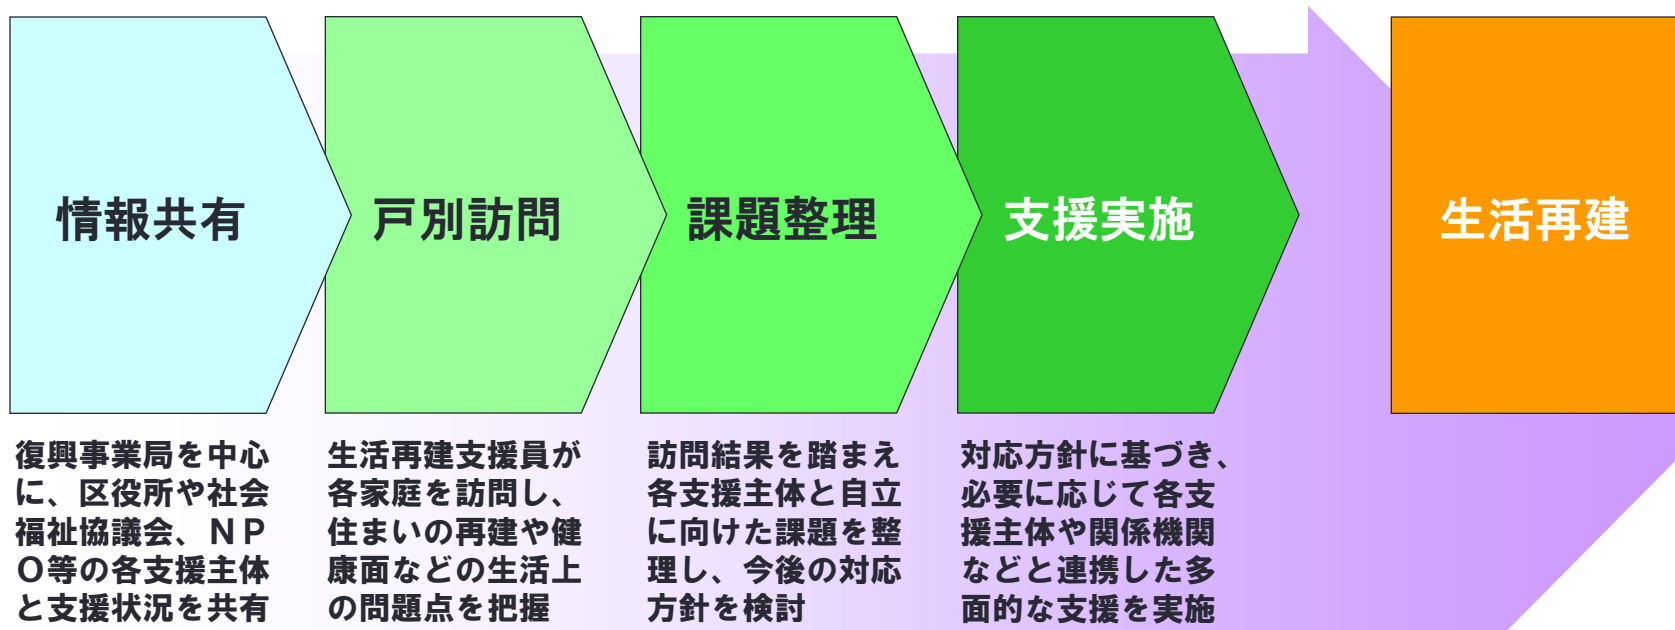 情報共有
戸別訪問
課題整理
支援実施
生活再建
復興事業局を中心
に、区役所や社会
福祉協議会、ＮＰ
Ｏ等の各支援主体
と支援状況を共有
生活再建支援員が
各家庭を訪問し、
住まいの再建や健
康面などの生活上
の問題点を把握
訪問結果を踏まえ
各支援主体と自立
に向けた課題を整
理し、今後の対応
方針を検討
対応方針に基づき、
必要に応じて各支
援主体や関係機関
などと連携した多
面的な支援を実施